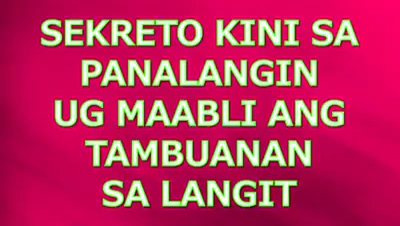 SEKRETO KINI SA
PANALANGIN
UG MAABLI ANG
TAMBUANAN
SA LANGIT